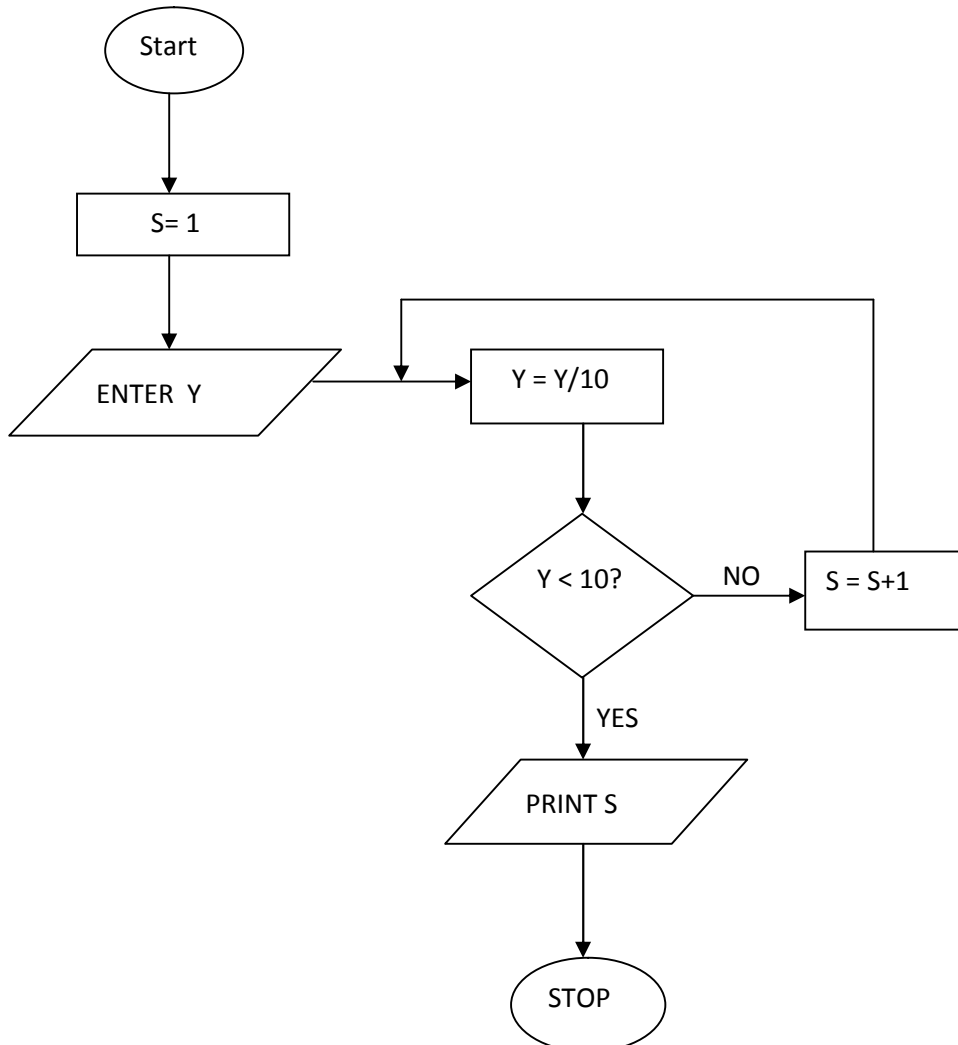 Start
S= 1
ENTER  Y
Y = Y/10
Y < 10?
NO
S = S+1
YES
PRINT S
STOP